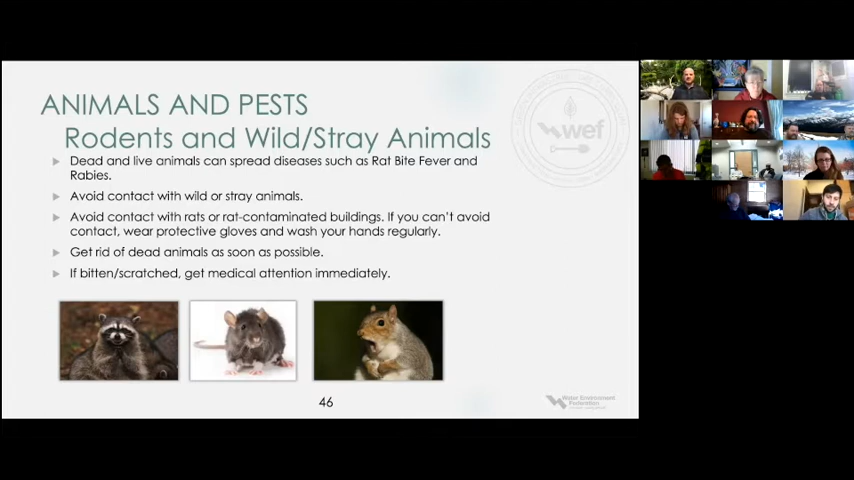 ANIMALS AND PESTS
Rodents and Wild/Stray Animals
Dead and live animals can spread diseases such as Rat Bite Fever and
Rabies.
Avoid contact with wild or stray animals.
Avoid contact with rats or rat-contaminated buildings. If you can't avoid
contact, wear protective gloves and wash your hands regularly.
Get rid of dead animals as soon as possible.
If bitten/scratched, get medical attention immediately.
wef
46
Water Environment
Federation